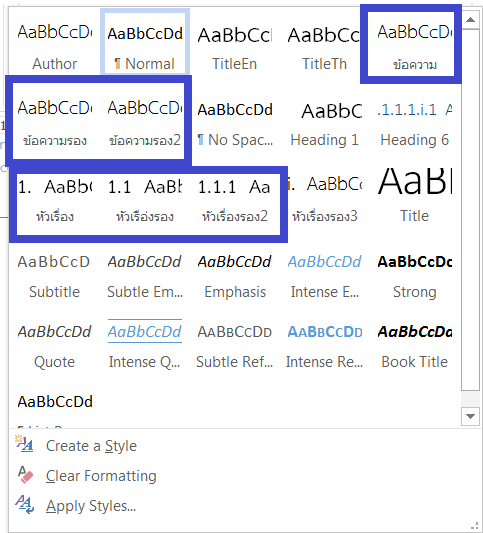 AaBbCcDd AaBbCcDd AaBbCcD AaBbCcDd AaBbCcDd
Author ¶ Normal TitleEn TitleTh ข้อความ
AaBbCcDd AaBbCcDd AaBbCcDd AaBbC .1.1.1.i.1 A
ข้อความรอง ข้อความรอง2 ¶ No Spac... Heading 1 Heading 6
1. AaBbC 1.1 AaBb 1.1.1 Aa i. AaBbCc AaB
หัวเรื่อง หัวเรื่องรอง หัวเรื่องรอง2 หัวเรื่องรอง3 Title
AaBbCcD AaBbCcDd AaBbCcDd AaBbCcDd AaBbCcDd
Subtitle Subtle Em... Emphasis Intense E... Strong
AaBbCcDd AaBbCcDd AaBbCcDd AaBbCcDd AaBbCcDd
Quote Intense Q... Subtle Ref... Intense Re... Book Title
AaBbCcDd
Create a Style
Clear Formatting
Apply Styles...